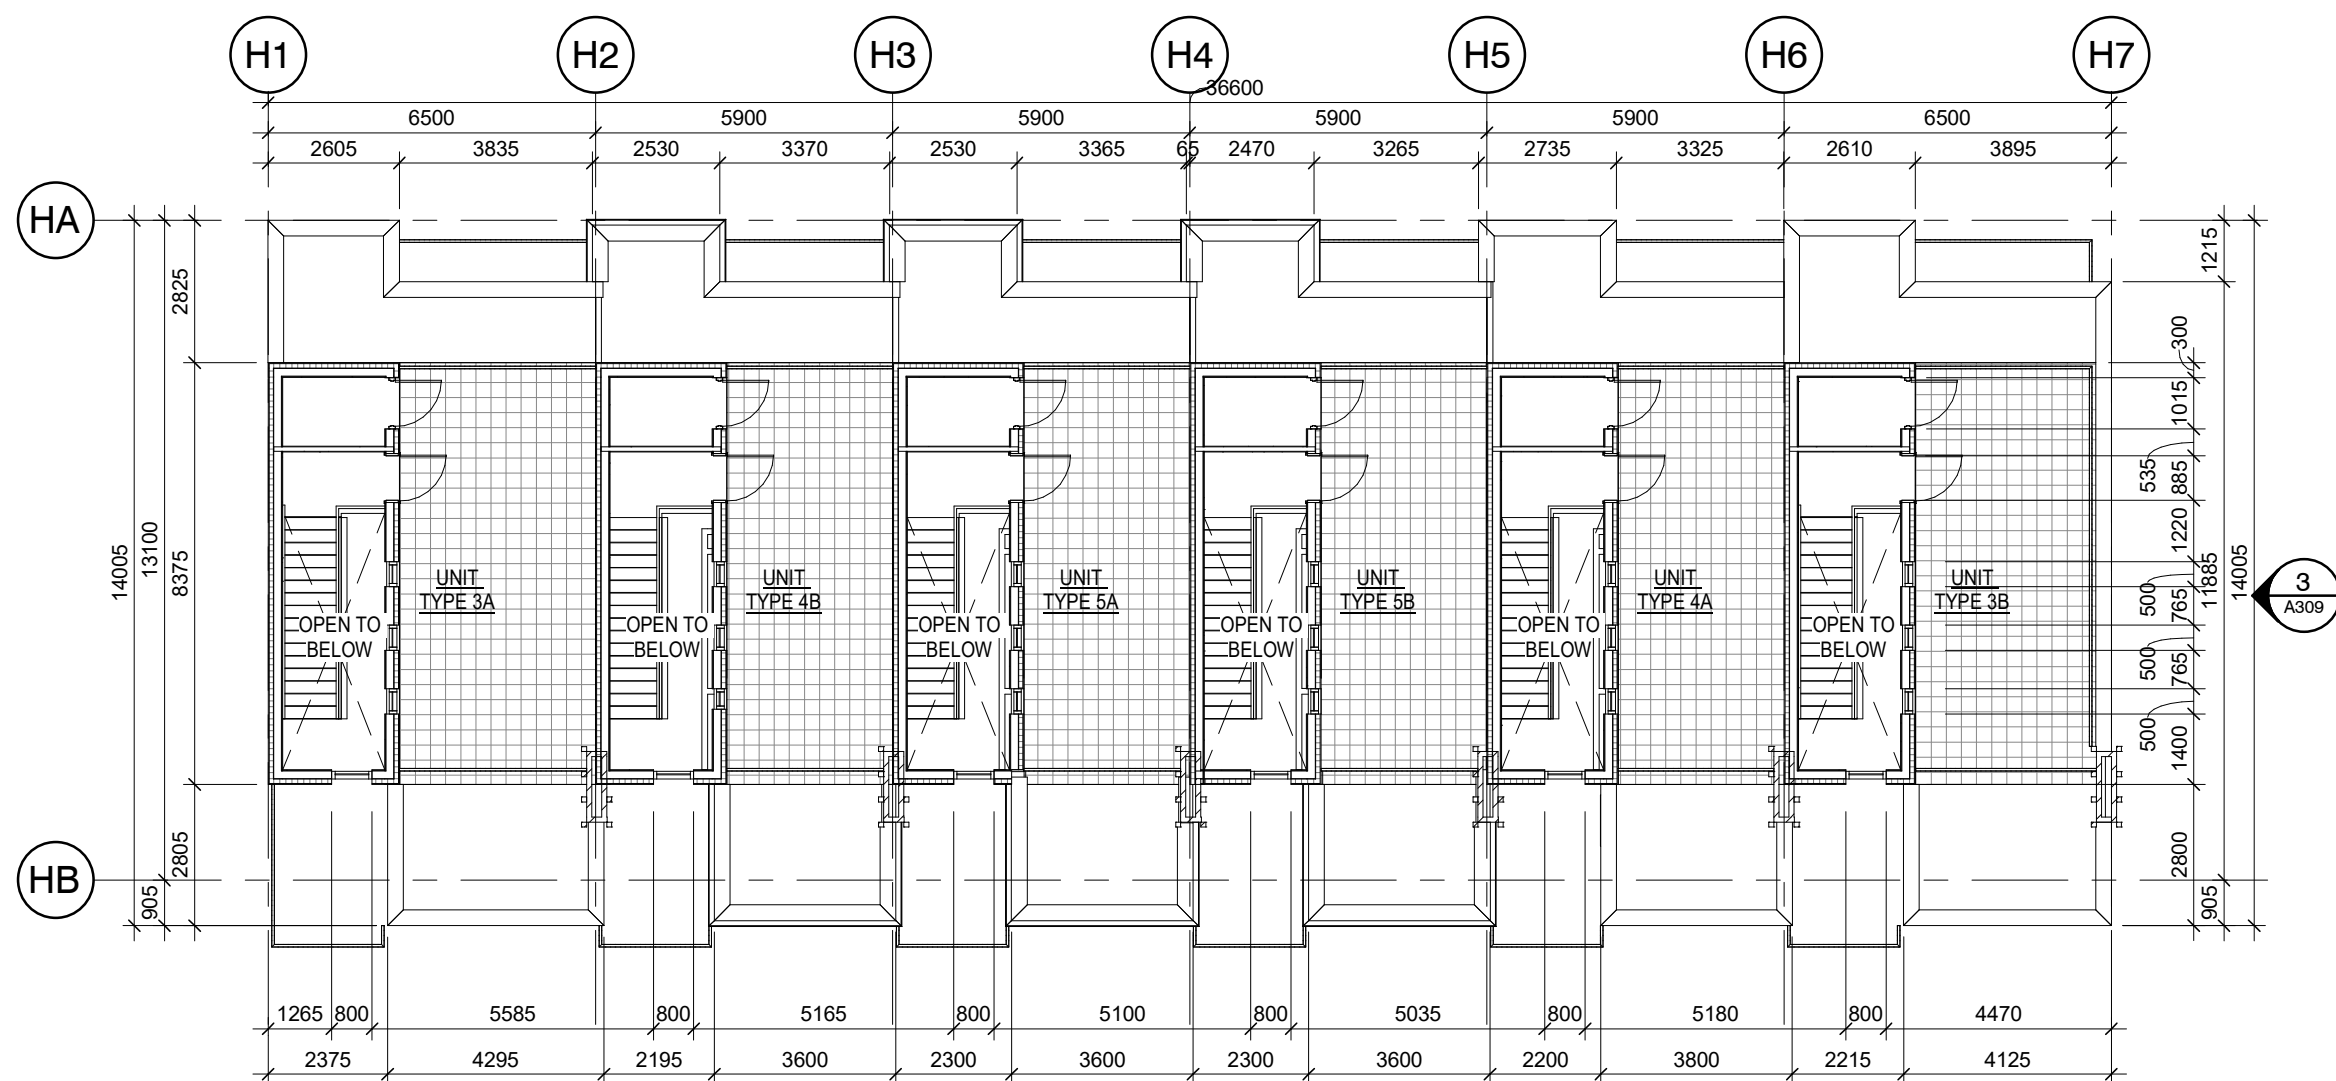 H1 H2 H3 H4 H5 H6 H7
36600
6500 5900 5900 5900 5900 6500
2605 3835 2530 3370 2530 3365 65 2470 3265 2735 3325 2610 3895
HA
2825
1215
300
1015
535
885
1220
14005
13100
8375
11885
14005
500
765
500
765
500
1400
3
A309
UNIT
TYPE 3A
UNIT
TYPE 4B
UNIT
TYPE 5A
UNIT
TYPE 5B
UNIT
TYPE 4A
UNIT
TYPE 3B
OPEN TO
BELOW
OPEN TO
BELOW
OPEN TO
BELOW
OPEN TO
BELOW
OPEN TO
BELOW
OPEN TO
BELOW
HB
2805
905
2800
905
1265 800 5585 800 5165 800 5100 800 5035 800 5180 800 4470
2375 4295 2195 3600 2300 3600 2300 3600 2200 3800 2215 4125